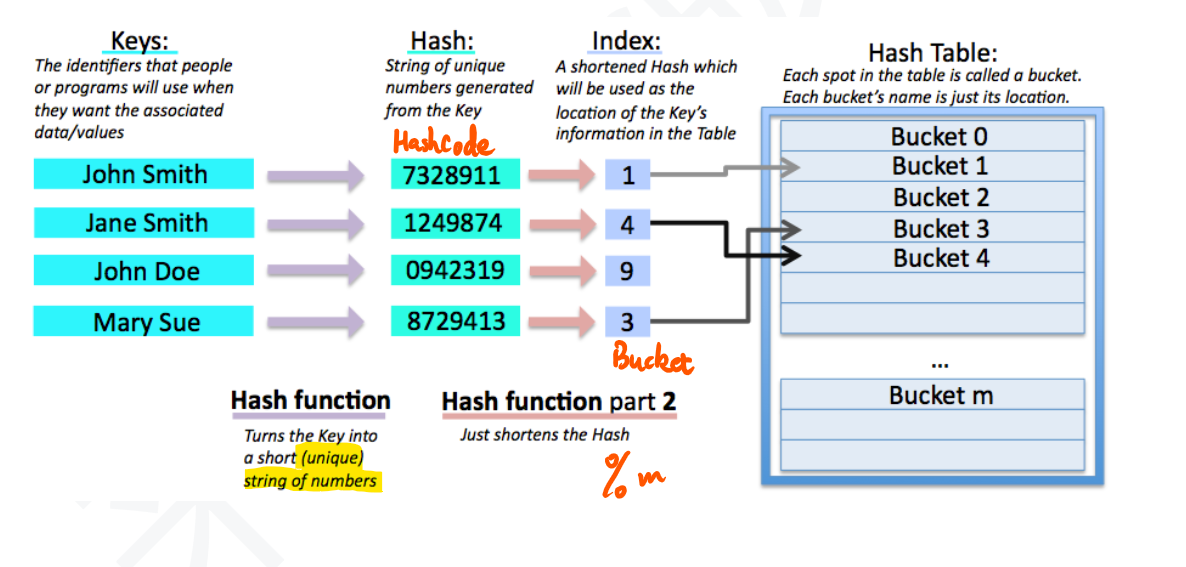 Keys:
The identifiers that people
or programs will use when
they want the associated
data/values
Hash:
String of unique
numbers generated
from the Key
HashCode
Index:
A shortened Hash which
will be used as the
location of the Key's
information in the Table
Hash Table:
Each spot in the table is called a bucket.
Each bucket's name is just its location.
John Smith
7328911
1
Jane Smith
1249874
4
John Doe
0942319
9
Mary Sue
8729413
3
Bucket
Bucket 0
Bucket 1
Bucket 2
Bucket 3
Bucket 4
...
Bucket m
Hash function
Turns the Key into
a short (unique)
string of numbers
Hash function part 2
Just shortens the Hash
% m